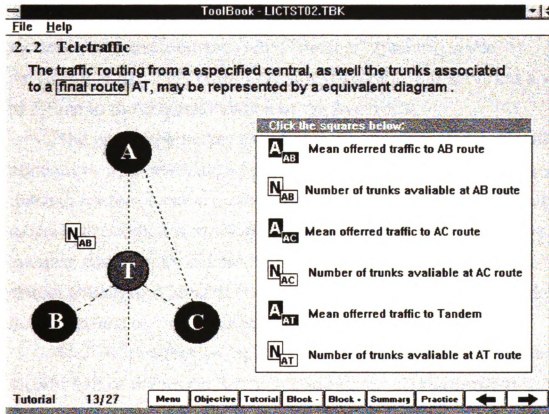 ToolBook - LICTST02.TBK
File Help
2.2 Teletraffic
The traffic routing from a especified central, as well the trunks associated
to a final route AT, may be represented by a equivalent diagram .
A
N AB
T
B
C
Click the squares below:
A AB Mean offerred traffic to AB route
N AB Number of trunks avaliable at AB route
A AC Mean offerred traffic to AC route
N AC Number of trunks avaliable at AC route
A AT Mean offerred traffic to Tandem
N AT Number of trunks avaliable at AT route
Tutorial 13/27 Menu Objective Tutorial Block - Block + Summary Practice